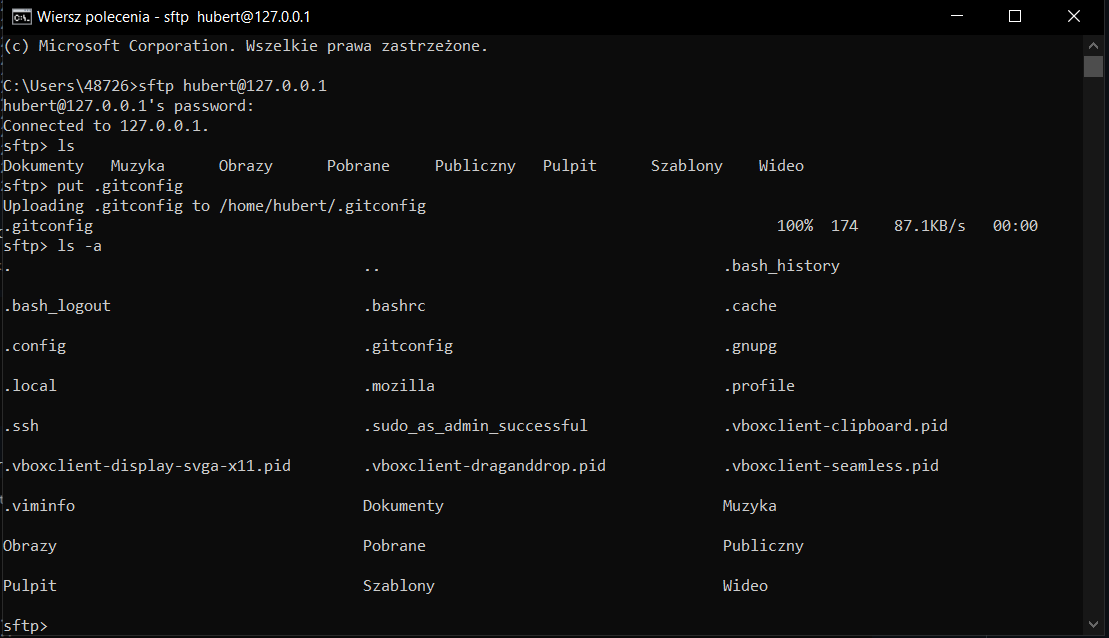 Wiersz polecenia - sftp hubert@127.0.0.1
(c) Microsoft Corporation. Wszelkie prawa zastrzeżone.
C:\Users\48726>sftp hubert@127.0.0.1
hubert@127.0.0.1's password:
Connected to 127.0.0.1.
sftp> ls
Dokumenty Muzyka Obrazy Pobrane Publiczny Pulpit Szablony Wideo
sftp> put .gitconfig
Uploading .gitconfig to /home/hubert/.gitconfig
.gitconfig 100% 174 87.1KB/s 00:00
sftp> ls -a
. .. .bash_history
.bash_logout .bashrc .cache
.config .gitconfig .gnupg
.local .mozilla .profile
.ssh .sudo_as_admin_successful .vboxclient-clipboard.pid
.vboxclient-display-svga-x11.pid .vboxclient-draganddrop.pid .vboxclient-seamless.pid
.viminfo Dokumenty Muzyka
Obrazy Pobrane Publiczny
Pulpit Szablony Wideo
sftp>